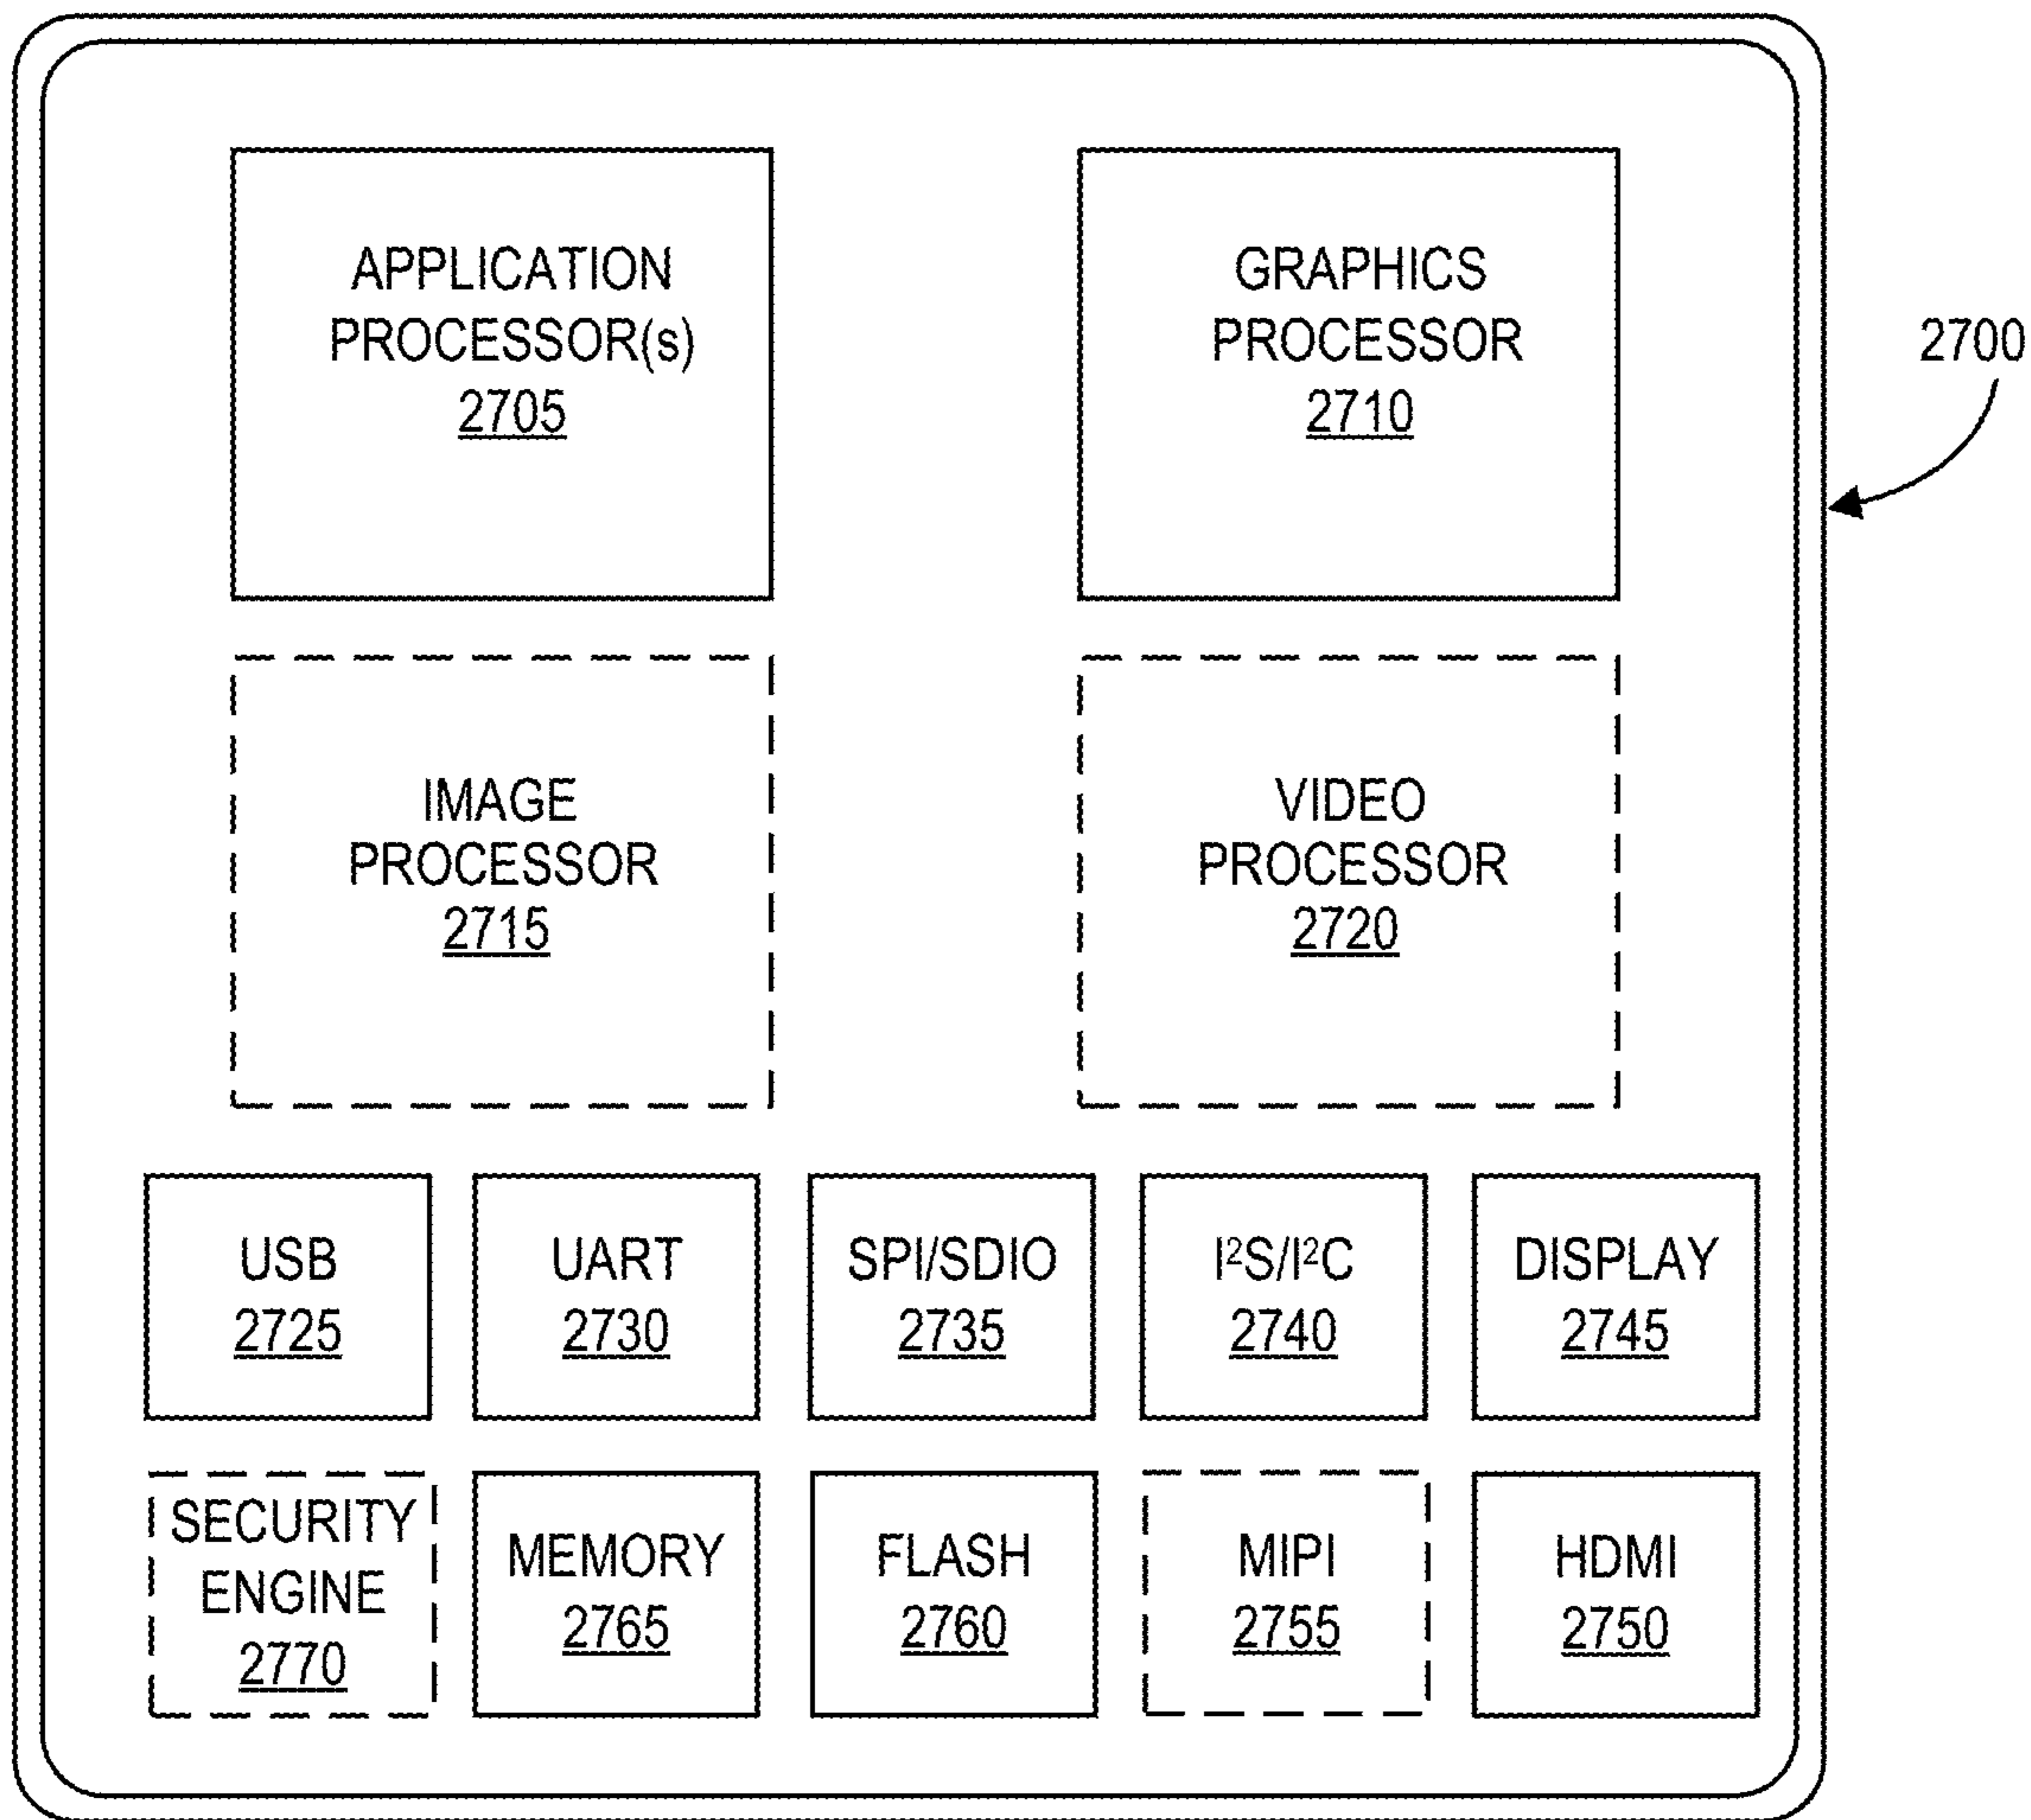 APPLICATION
PROCESSOR(s)
2705
GRAPHICS
PROCESSOR
2710
2700
IMAGE
PROCESSOR
2715
VIDEO
PROCESSOR
2720
USB
2725
UART
2730
SPI/SDIO
2735
I²S/I²C
2740
DISPLAY
2745
SECURITY
ENGINE
2770
MEMORY
2765
FLASH
2760
MIPI
2755
HDMI
2750